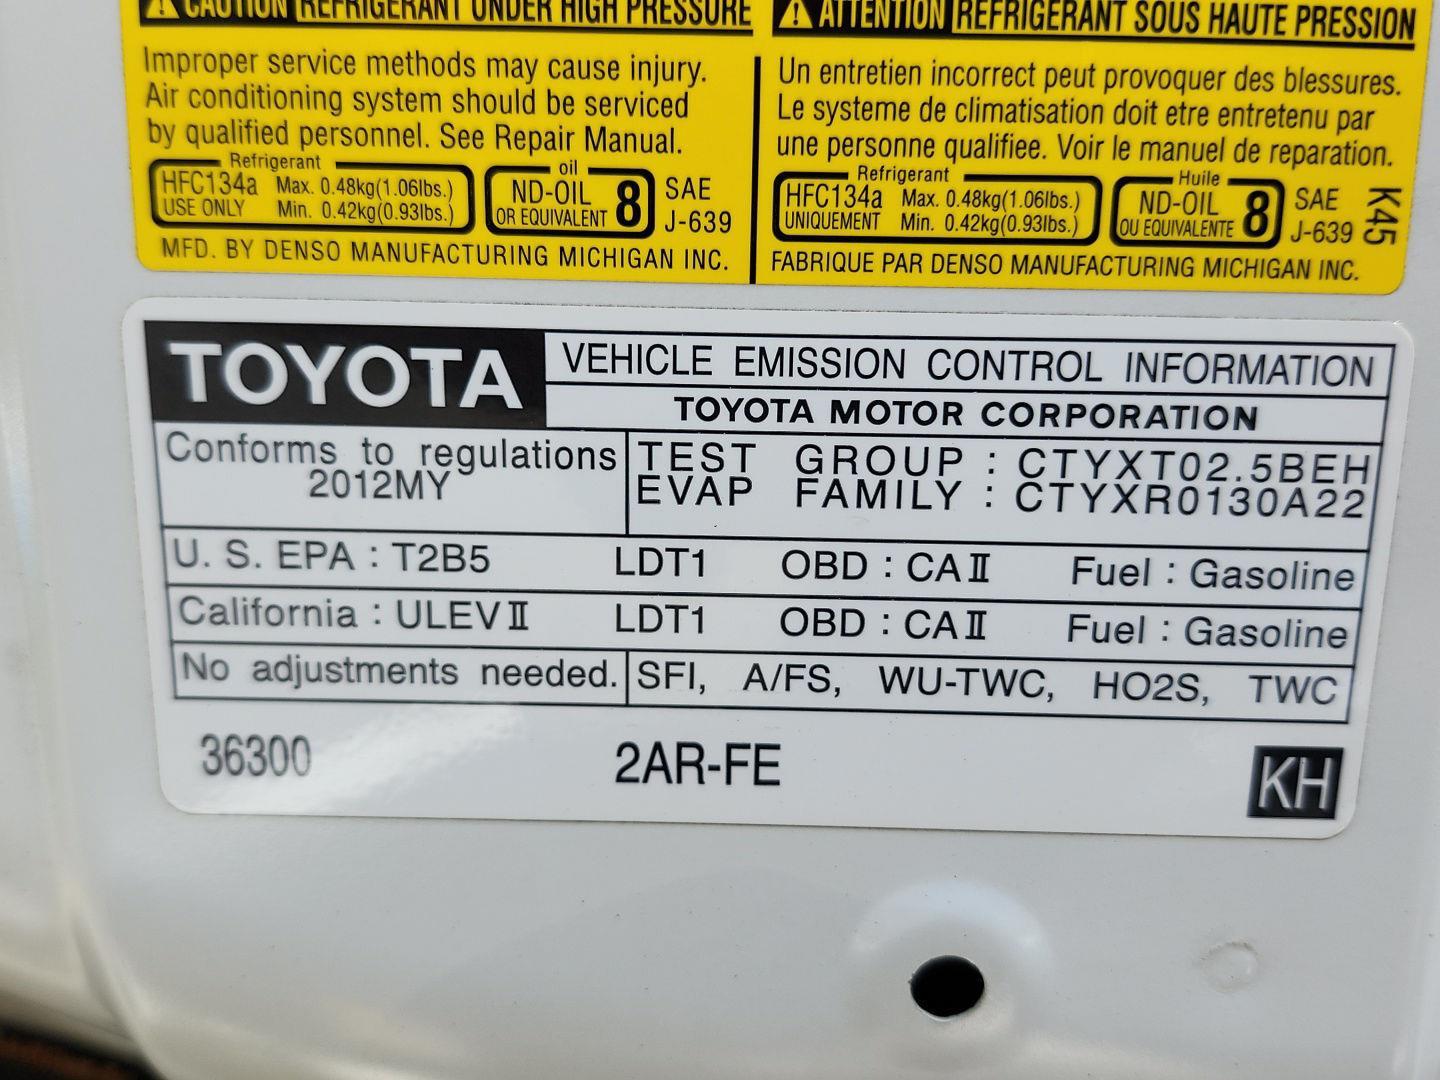 ⚠ CAUTION REFRIGERANT UNDER HIGH PRESSURE
Improper service methods may cause injury.
Air conditioning system should be serviced
by qualified personnel. See Repair Manual.
Refrigerant
HFC134a Max. 0.48kg(1.06lbs.)
USE ONLY Min. 0.42kg(0.93lbs.)
oil
ND-OIL 8
OR EQUIVALENT
SAE
J-639
MFD. BY DENSO MANUFACTURING MICHIGAN INC.
⚠ ATTENTION REFRIGERANT SOUS HAUTE PRESSION
Un entretien incorrect peut provoquer des blessures.
Le systeme de climatisation doit etre entretenu par
une personne qualifiee. Voir le manuel de reparation.
Refrigerant
HFC134a Max. 0.48kg(1.06lbs.)
UNIQUEMENT Min. 0.42kg(0.93lbs.)
Huile
ND-OIL 8
OU EQUIVALENTE
SAE
J-639
K45
FABRIQUE PAR DENSO MANUFACTURING MICHIGAN INC.
TOYOTA
VEHICLE EMISSION CONTROL INFORMATION
TOYOTA MOTOR CORPORATION
Conforms to regulations
2012MY
TEST GROUP : CTYXT02.5BEH
EVAP FAMILY : CTYXR0130A22
U. S. EPA : T2B5 LDT1 OBD : CAⅡ Fuel : Gasoline
California : ULEVⅡ LDT1 OBD : CAⅡ Fuel : Gasoline
No adjustments needed. SFI, A/FS, WU-TWC, HO2S, TWC
36300 2AR-FE KH